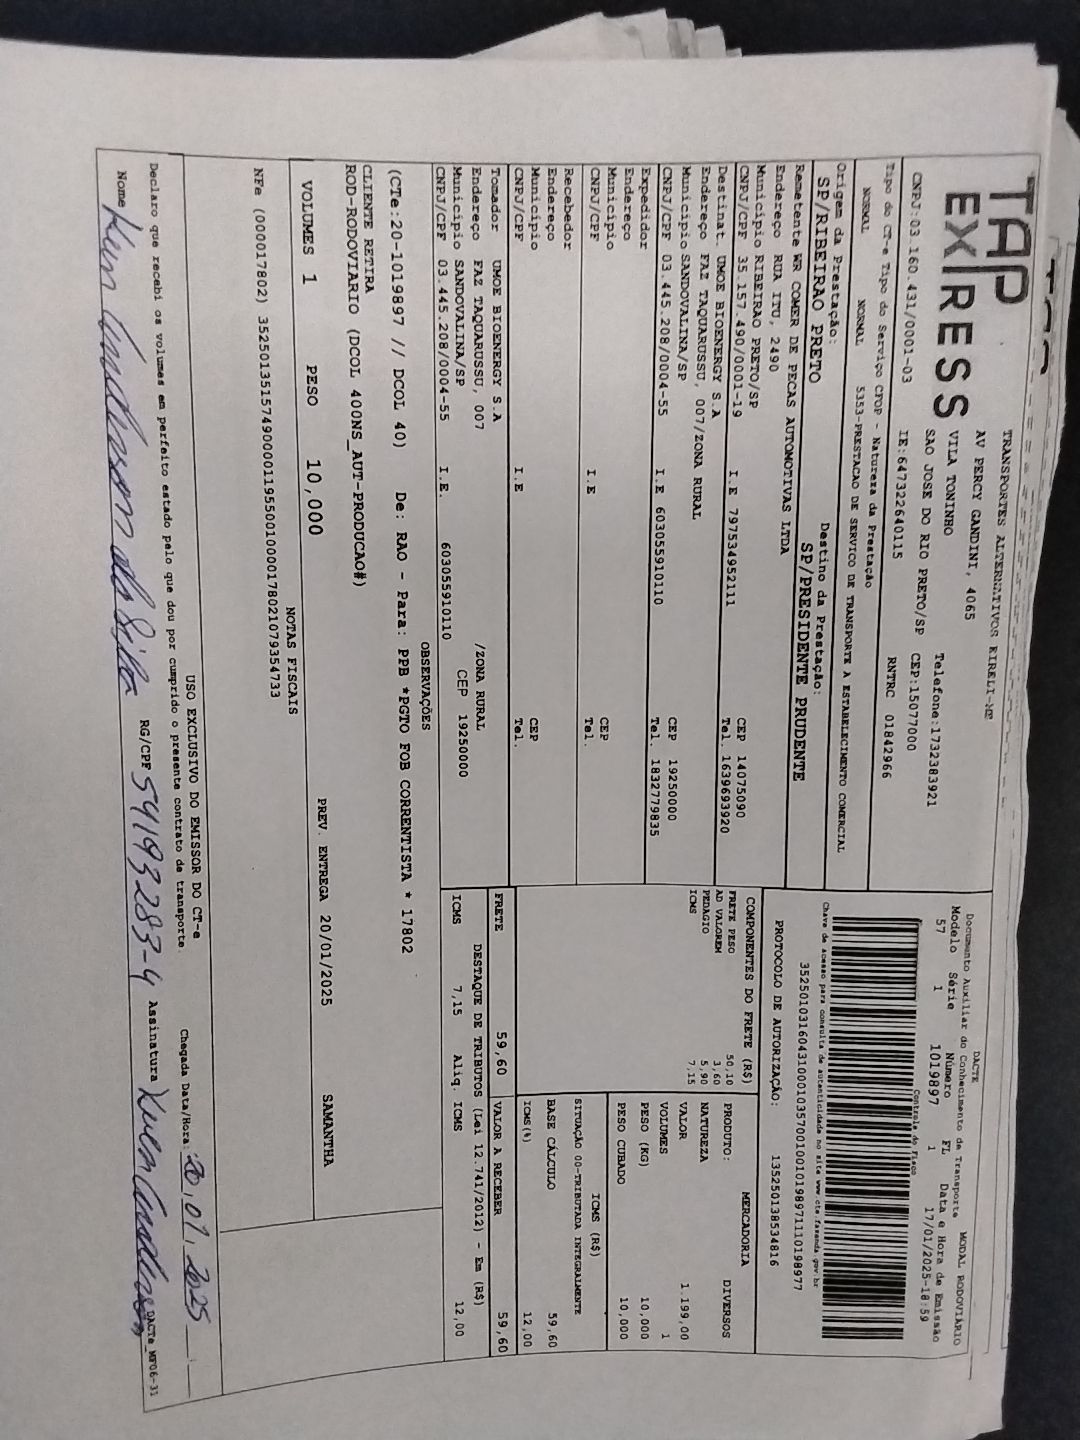 TAP
EXPRESS
TRANSPORTES ALTERNATIVOS EIRELI-ME
AV PERCY GANDINI, 4065
VILA TONINHO Telefone:1732383921
SAO JOSE DO RIO PRETO/SP CEP:15077000
CNPJ:03.160.431/0001-03 IE:647322640115 RNTRC 01842966
Tipo do CT-e Tipo do Serviço CFOP - Natureza da Prestação
NORMAL NORMAL 5353-PRESTACAO DE SERVICO DE TRANSPORTE A ESTABELECIMENTO COMERCIAL
Origem da Prestação: Destino da Prestação:
SP/RIBEIRAO PRETO SP/PRESIDENTE PRUDENTE
DACTE
Documento Auxiliar do Conhecimento de Transporte MODAL RODOVIÁRIO
Modelo Série Número FL Data e Hora de Emissão
57 1 1019897 1 17/01/2025-18:59
Controle do Fisco
Chave de acesso para consulta de autenticidade no site www.cte.fazenda.gov.br
35250103160431000103570010010198971110198977
PROTOCOLO DE AUTORIZAÇÃO: 135250138534816
Remetente WR COMER DE PECAS AUTOMOTIVAS LTDA
Endereço RUA ITU, 2490
Município RIBEIRAO PRETO/SP CEP 14075090
CNPJ/CPF 35.157.490/0001-19 I.E 797534952111 Tel. 1639693920
Destinat. UMOE BIOENERGY S.A
Endereço FAZ TAQUARUSSU, 007/ZONA RURAL
Município SANDOVALINA/SP CEP 19250000
CNPJ/CPF 03.445.208/0004-55 I.E 603055910110 Tel. 1832779835
Expedidor
Endereço
Município CEP
CNPJ/CPF I.E Tel.
Recebedor
Endereço
Município CEP
CNPJ/CPF I.E Tel.
Tomador UMOE BIOENERGY S.A
Endereço FAZ TAQUARUSSU, 007 /ZONA RURAL
Município SANDOVALINA/SP CEP 19250000
CNPJ/CPF 03.445.208/0004-55 I.E. 603055910110
COMPONENTES DO FRETE (R$)
FRETE PESO 50,10
AD VALOREM 3,60
PEDAGIO 5,90
ICMS 7,15
MERCADORIA
PRODUTO: DIVERSOS
NATUREZA
VALOR 1.199,00
VOLUMES 1
PESO (KG) 10,000
PESO CUBADO 10,000
ICMS (R$)
SITUAÇÃO 00-TRIBUTADA INTEGRALMENTE
BASE CÁLCULO 59,60
ICMS(%) 12,00
FRETE 59,60 VALOR A RECEBER 59,60
DESTAQUE DE TRIBUTOS (Lei 12.741/2012) - Em (R$)
ICMS 7,15 Alíq. ICMS 12,00
OBSERVAÇÕES
(CTe:20-1019897 // DCOL 40) De: RAO - Para: PPB *PGTO FOB CORRENTISTA * 17802
CLIENTE RETIRA
ROD-RODOVIARIO (DCOL 400NS_AUT-PRODUCAO#)
VOLUMES 1 PESO 10,000 PREV. ENTREGA 20/01/2025 SAMANTHA
NOTAS FISCAIS
NFe (000017802) 35250135157490000119550010000178021079354733
USO EXCLUSIVO DO EMISSOR DO CT-e
Declaro que recebi os volumes em perfeito estado pelo que dou por cumprido o presente contrato de transporte. Chegada Data/Hora: 20,01,2025
Nome da Silva RG/CPF 54193283-4 Assinatura
DACTe_MF06-31